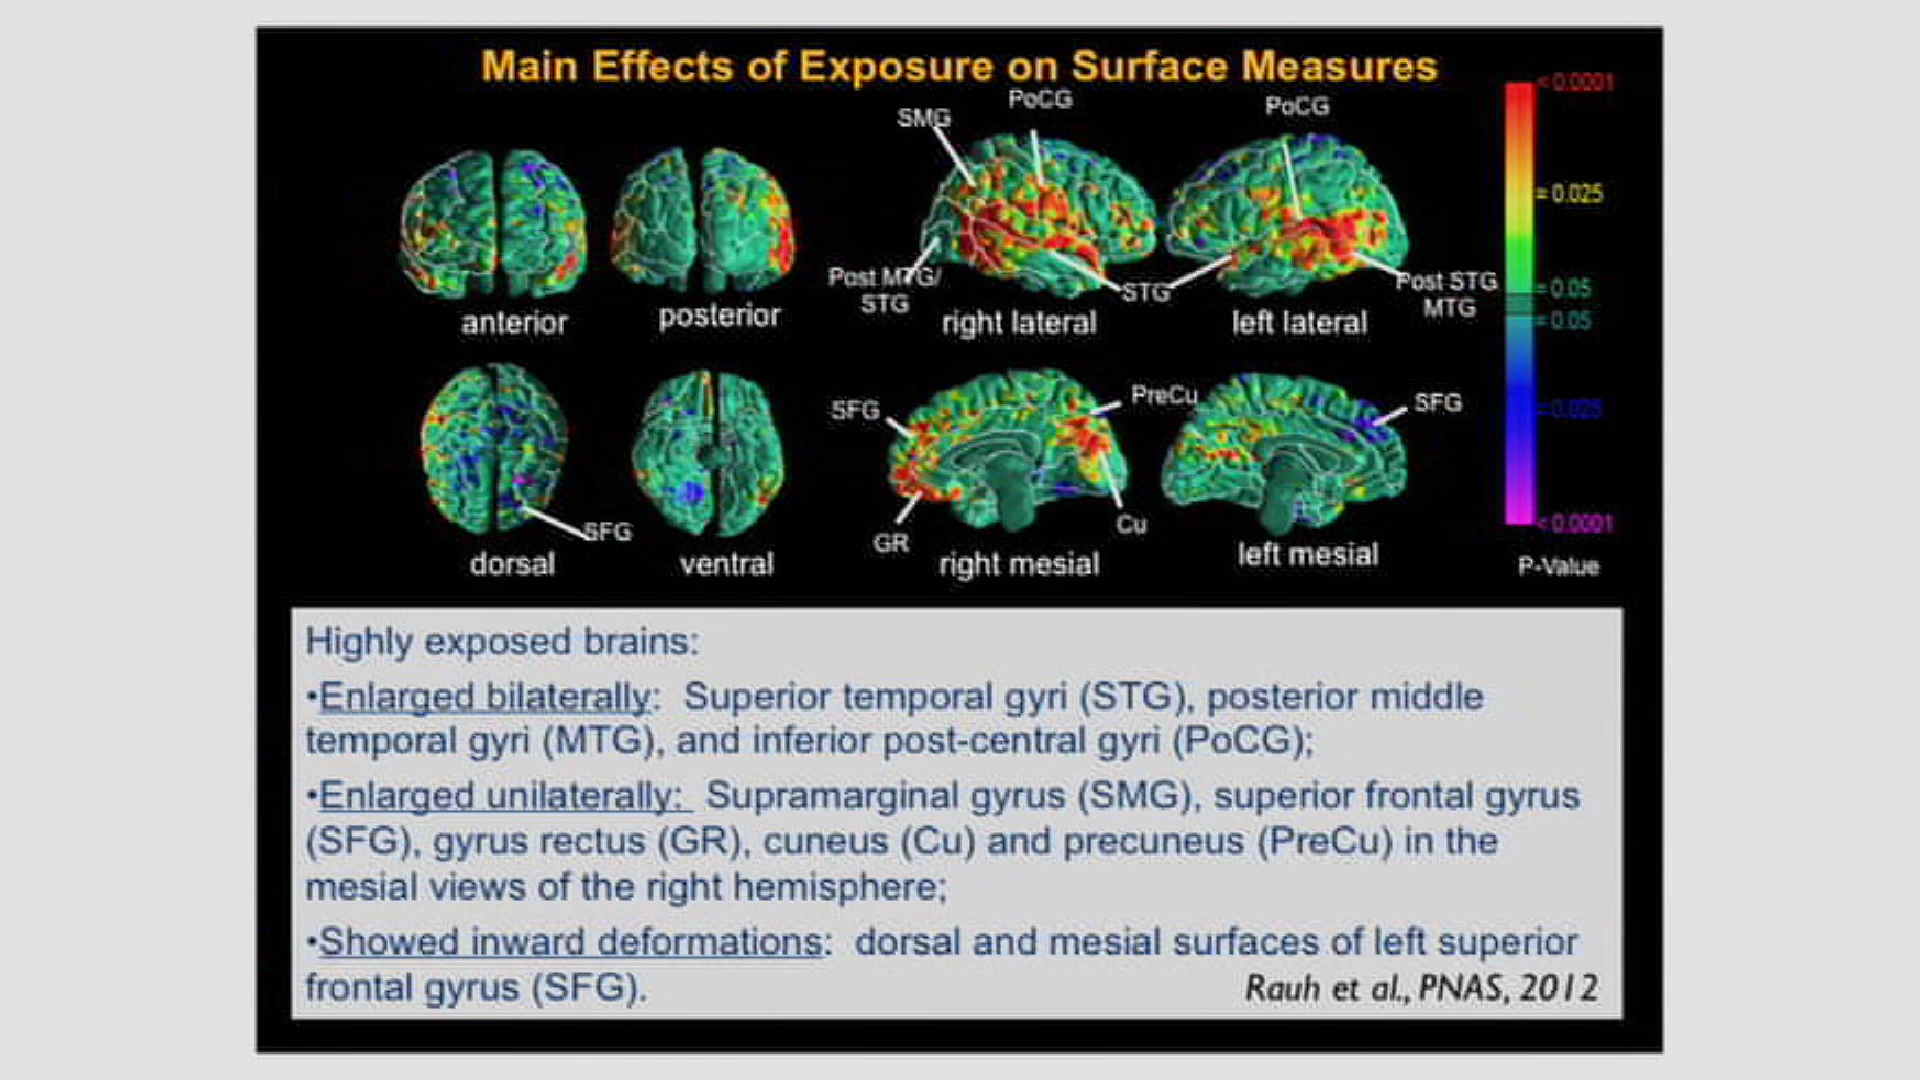 Main Effects of Exposure on Surface Measures
<0.0001
PoCG
PoCG
SMG
=0.025
Post MTG/
STG
STG
Post STG
MTG
=0.05
=0.05
anterior
posterior
right lateral
left lateral
SFG
PreCu
SFG
=0.025
SFG
GR
Cu
<0.0001
dorsal
ventral
right mesial
left mesial
P-Value
Highly exposed brains:
•Enlarged bilaterally: Superior temporal gyri (STG), posterior middle
temporal gyri (MTG), and inferior post-central gyri (PoCG);
•Enlarged unilaterally: Supramarginal gyrus (SMG), superior frontal gyrus
(SFG), gyrus rectus (GR), cuneus (Cu) and precuneus (PreCu) in the
mesial views of the right hemisphere;
•Showed inward deformations: dorsal and mesial surfaces of left superior
frontal gyrus (SFG).
Rauh et al., PNAS, 2012